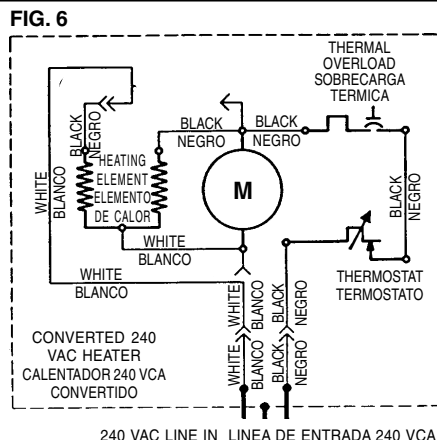 FIG. 6
THERMAL
OVERLOAD
SOBRECARGA
TERMICA
BLACK
NEGRO
BLACK
NEGRO
BLACK
NEGRO
HEATING
ELEMENT
ELEMENTO
DE CALOR
M
WHITE
BLANCO
BLACK
NEGRO
WHITE
BLANCO
THERMOSTAT
TERMOSTATO
WHITE
BLANCO
WHITE
BLANCO
BLACK
NEGRO
CONVERTED 240
VAC HEATER
CALENTADOR 240 VCA
CONVERTIDO
WHITE
BLANCO
BLACK
NEGRO
240 VAC LINE IN LINEA DE ENTRADA 240 VCA